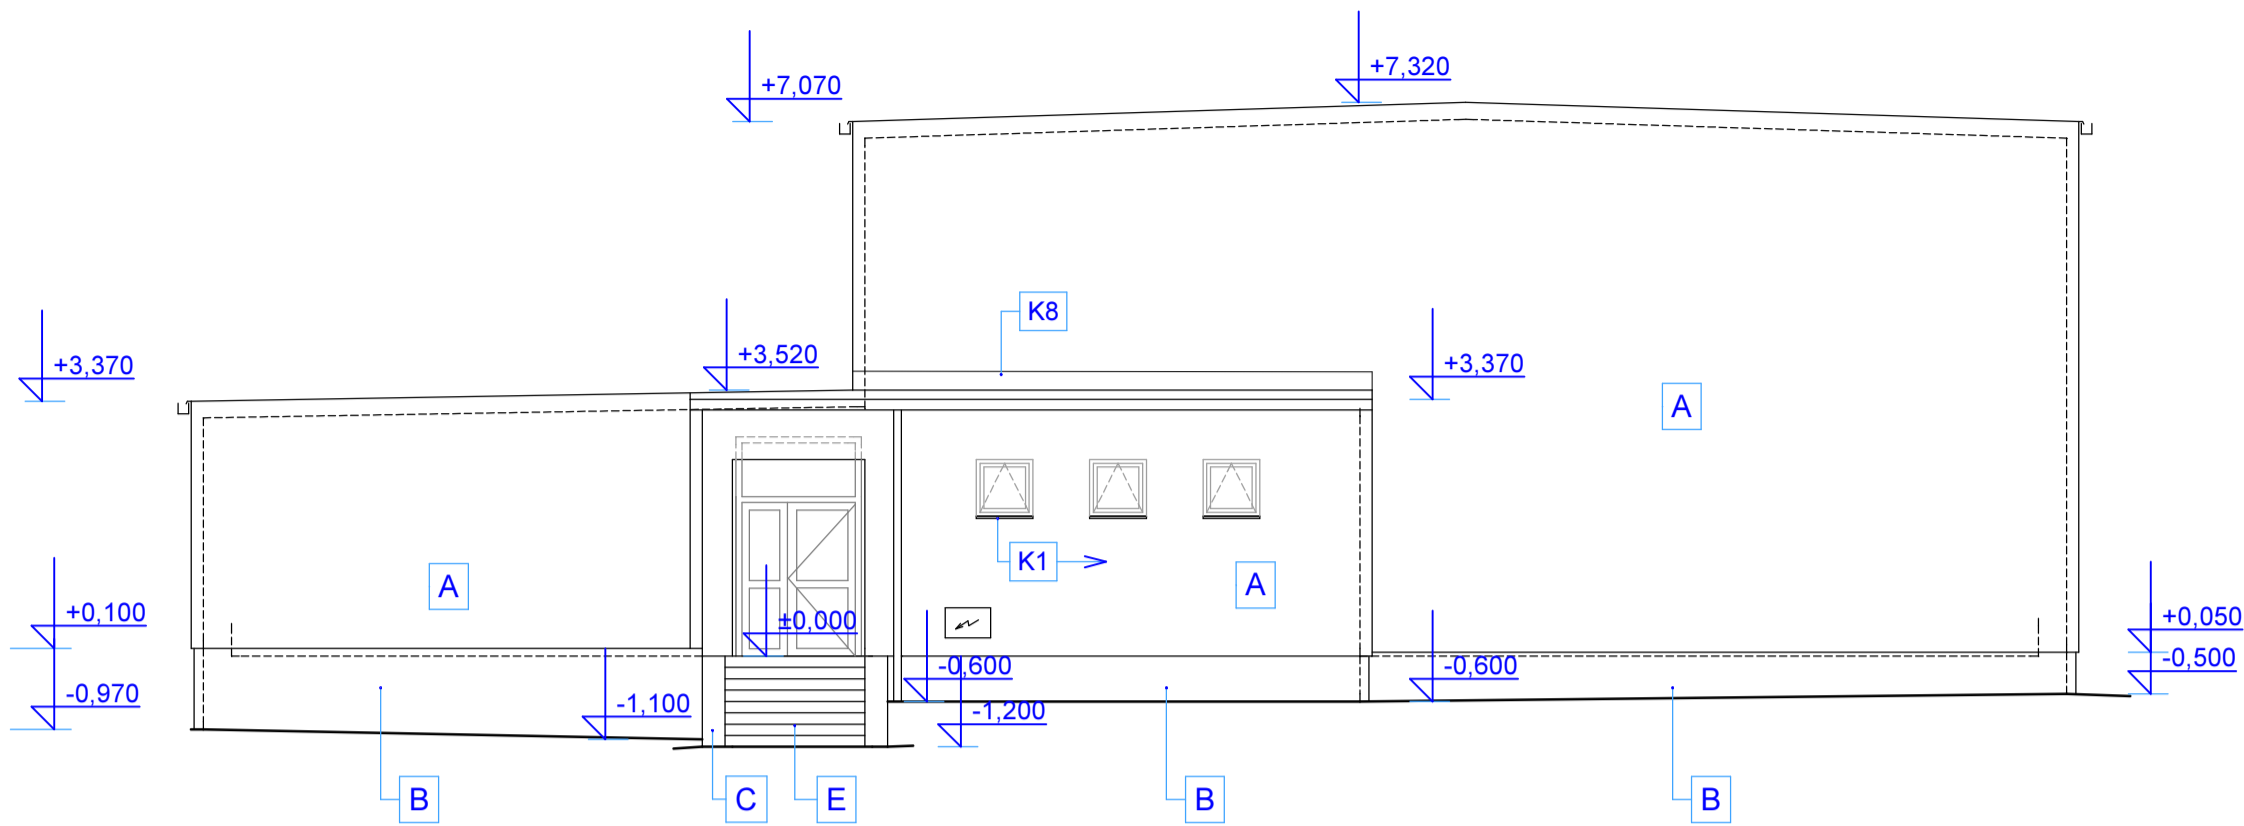 +7,320
+7,070
K8
+3,520
+3,370
+3,370
A
K1
A
A
+0,100
±0,000
+0,050
-0,600
-0,600
-0,500
-0,970
-1,100
-1,200
B
C
E
B
B